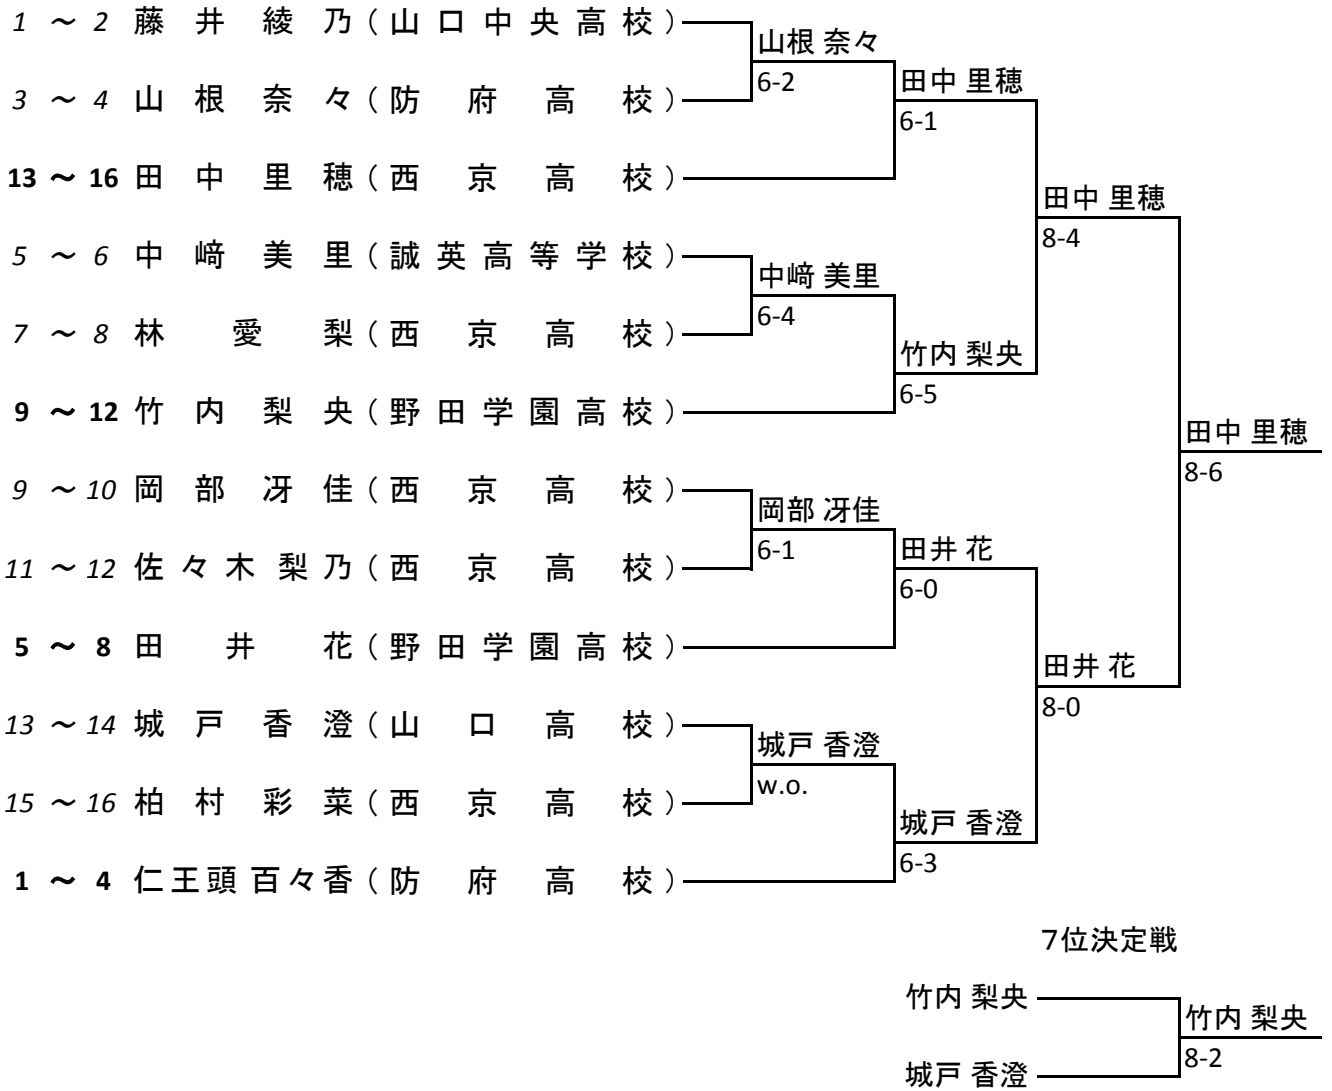 1 ～ 2 藤井綾乃（山口中央高校）
山根 奈々
6-2
田中 里穂
3 ～ 4 山根奈々（防府高校）
6-1
13 ～ 16 田中里穂（西京高校）
田中 里穂
8-4
5 ～ 6 中﨑美里（誠英高等学校）
中﨑 美里
6-4
7 ～ 8 林愛梨（西京高校）
竹内 梨央
6-5
9 ～ 12 竹内梨央（野田学園高校）
田中 里穂
8-6
9 ～ 10 岡部冴佳（西京高校）
岡部 冴佳
6-1
田井 花
11 ～ 12 佐々木梨乃（西京高校）
6-0
5 ～ 8 田井花（野田学園高校）
田井 花
8-0
13 ～ 14 城戸香澄（山口高校）
城戸 香澄
w.o.
15 ～ 16 柏村彩菜（西京高校）
城戸 香澄
6-3
1 ～ 4 仁王頭百々香（防府高校）
7位決定戦
竹内 梨央
竹内 梨央
8-2
城戸 香澄